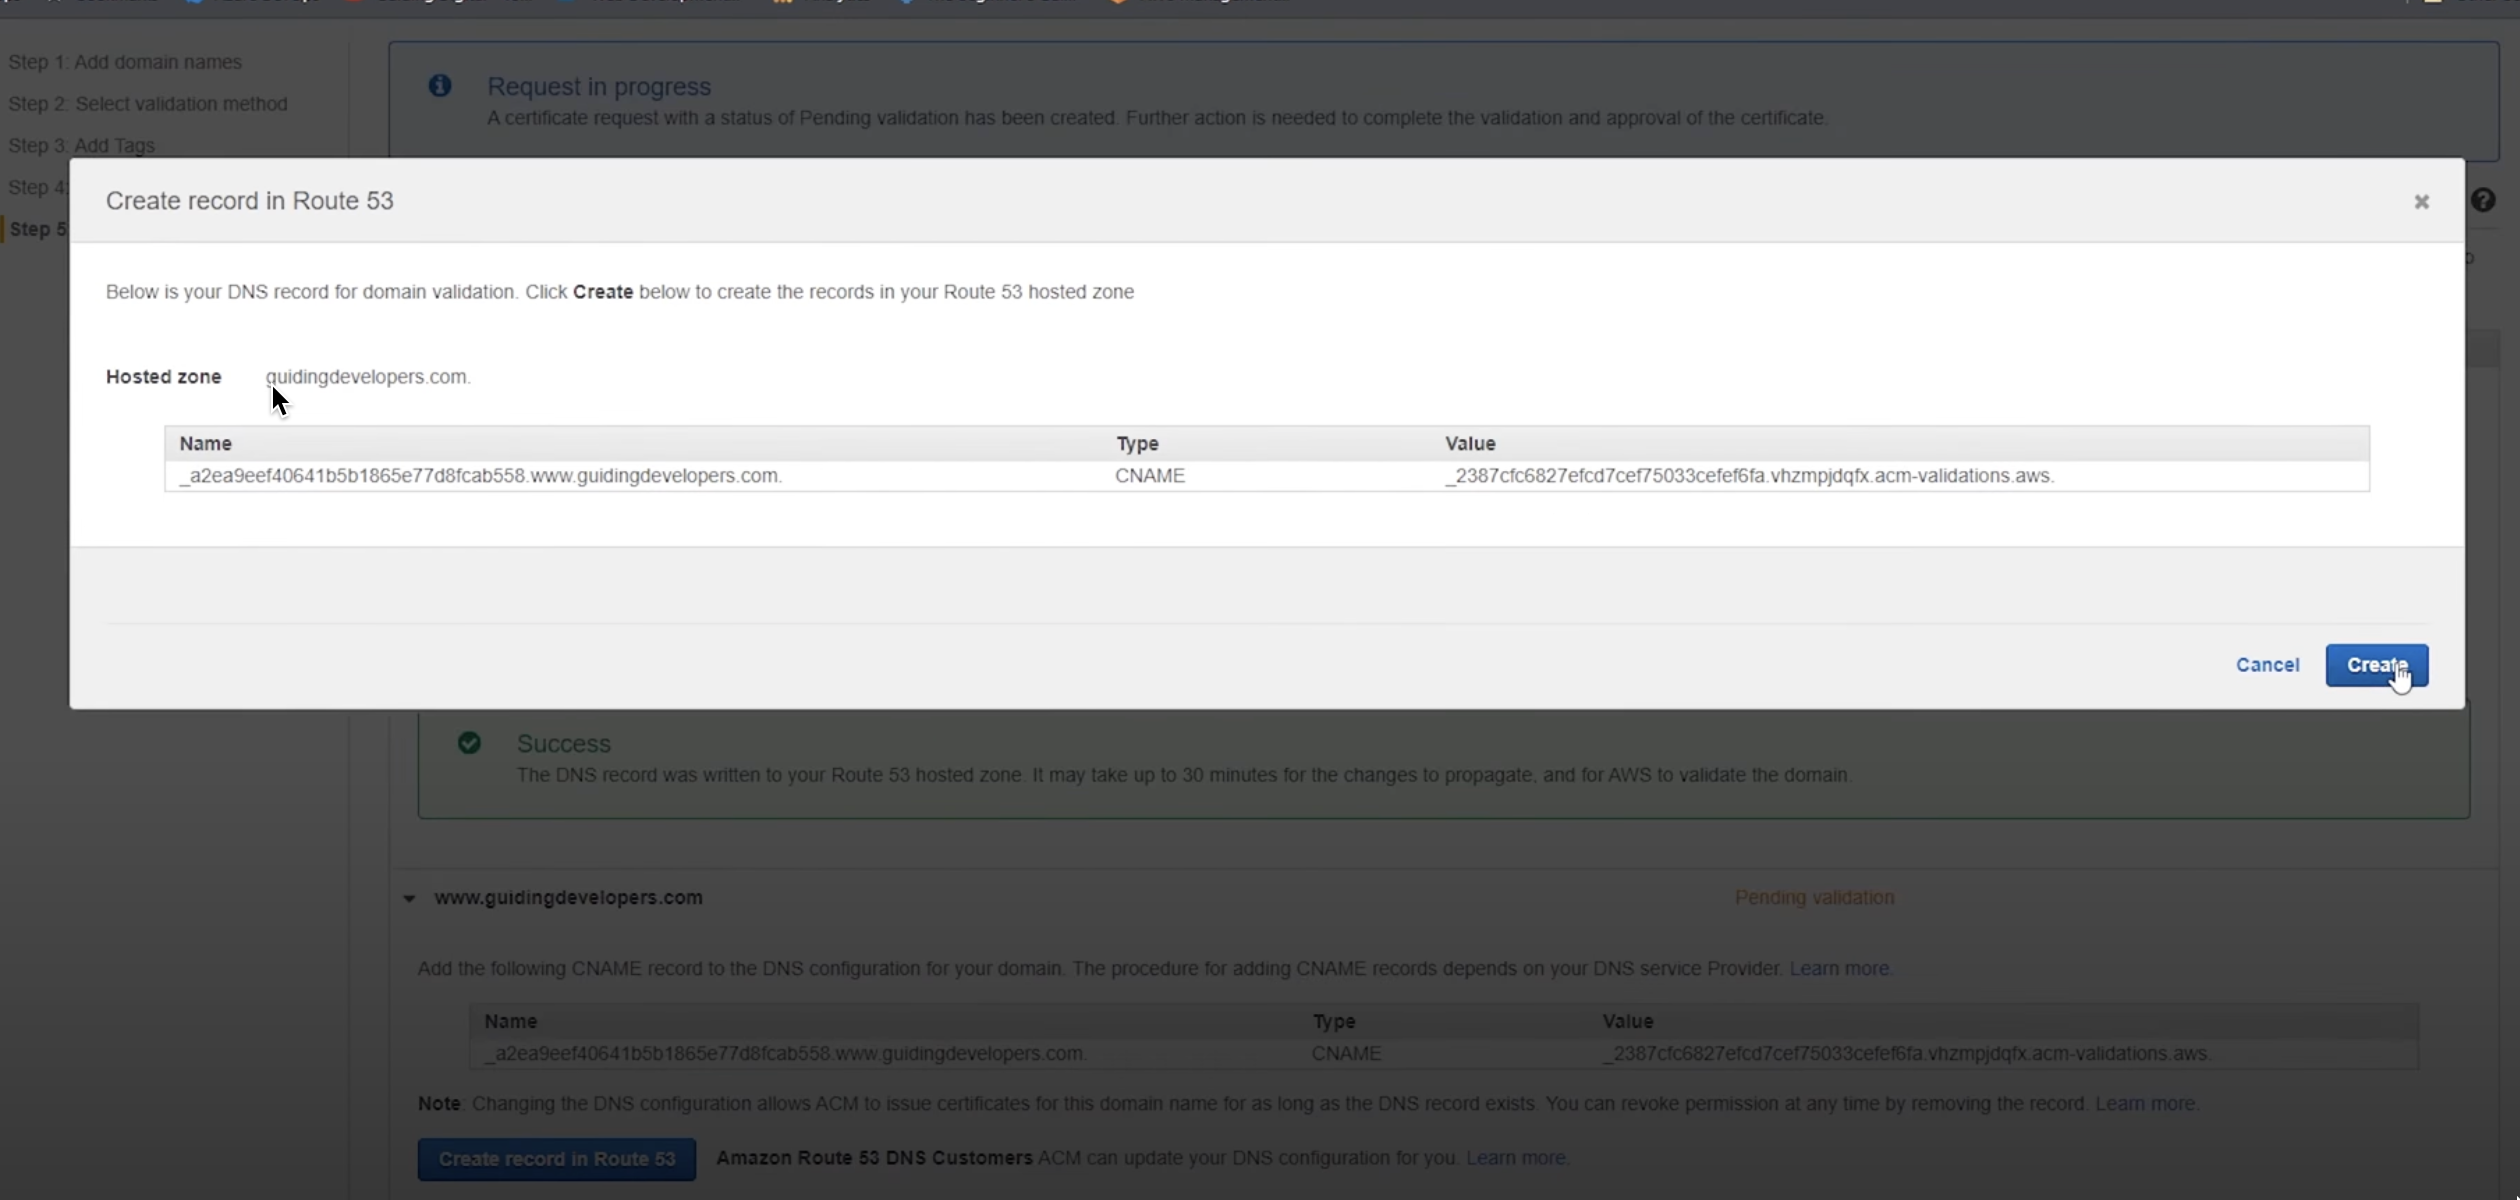 Step 1: Add domain names
Step 2: Select validation method
Step 3: Add Tags
Step 4:
Step 5
Request in progress
A certificate request with a status of Pending validation has been created. Further action is needed to complete the validation and approval of the certificate.
Create record in Route 53
Below is your DNS record for domain validation. Click Create below to create the records in your Route 53 hosted zone
Hosted zone guidingdevelopers.com.
Name Type Value
_a2ea9eef40641b5b1865e77d8fcab558.www.guidingdevelopers.com. CNAME _2387cfc6827efcd7cef75033cefef6fa.vhzmpjdqfx.acm-validations.aws.
Cancel Create
Success
The DNS record was written to your Route 53 hosted zone. It may take up to 30 minutes for the changes to propagate, and for AWS to validate the domain.
www.guidingdevelopers.com Pending validation
Add the following CNAME record to the DNS configuration for your domain. The procedure for adding CNAME records depends on your DNS service Provider. Learn more.
Name Type Value
_a2ea9eef40641b5b1865e77d8fcab558.www.guidingdevelopers.com. CNAME _2387cfc6827efcd7cef75033cefef6fa.vhzmpjdqfx.acm-validations.aws.
Note: Changing the DNS configuration allows ACM to issue certificates for this domain name for as long as the DNS record exists. You can revoke permission at any time by removing the record. Learn more.
Create record in Route 53 Amazon Route 53 DNS Customers ACM can update your DNS configuration for you. Learn more.